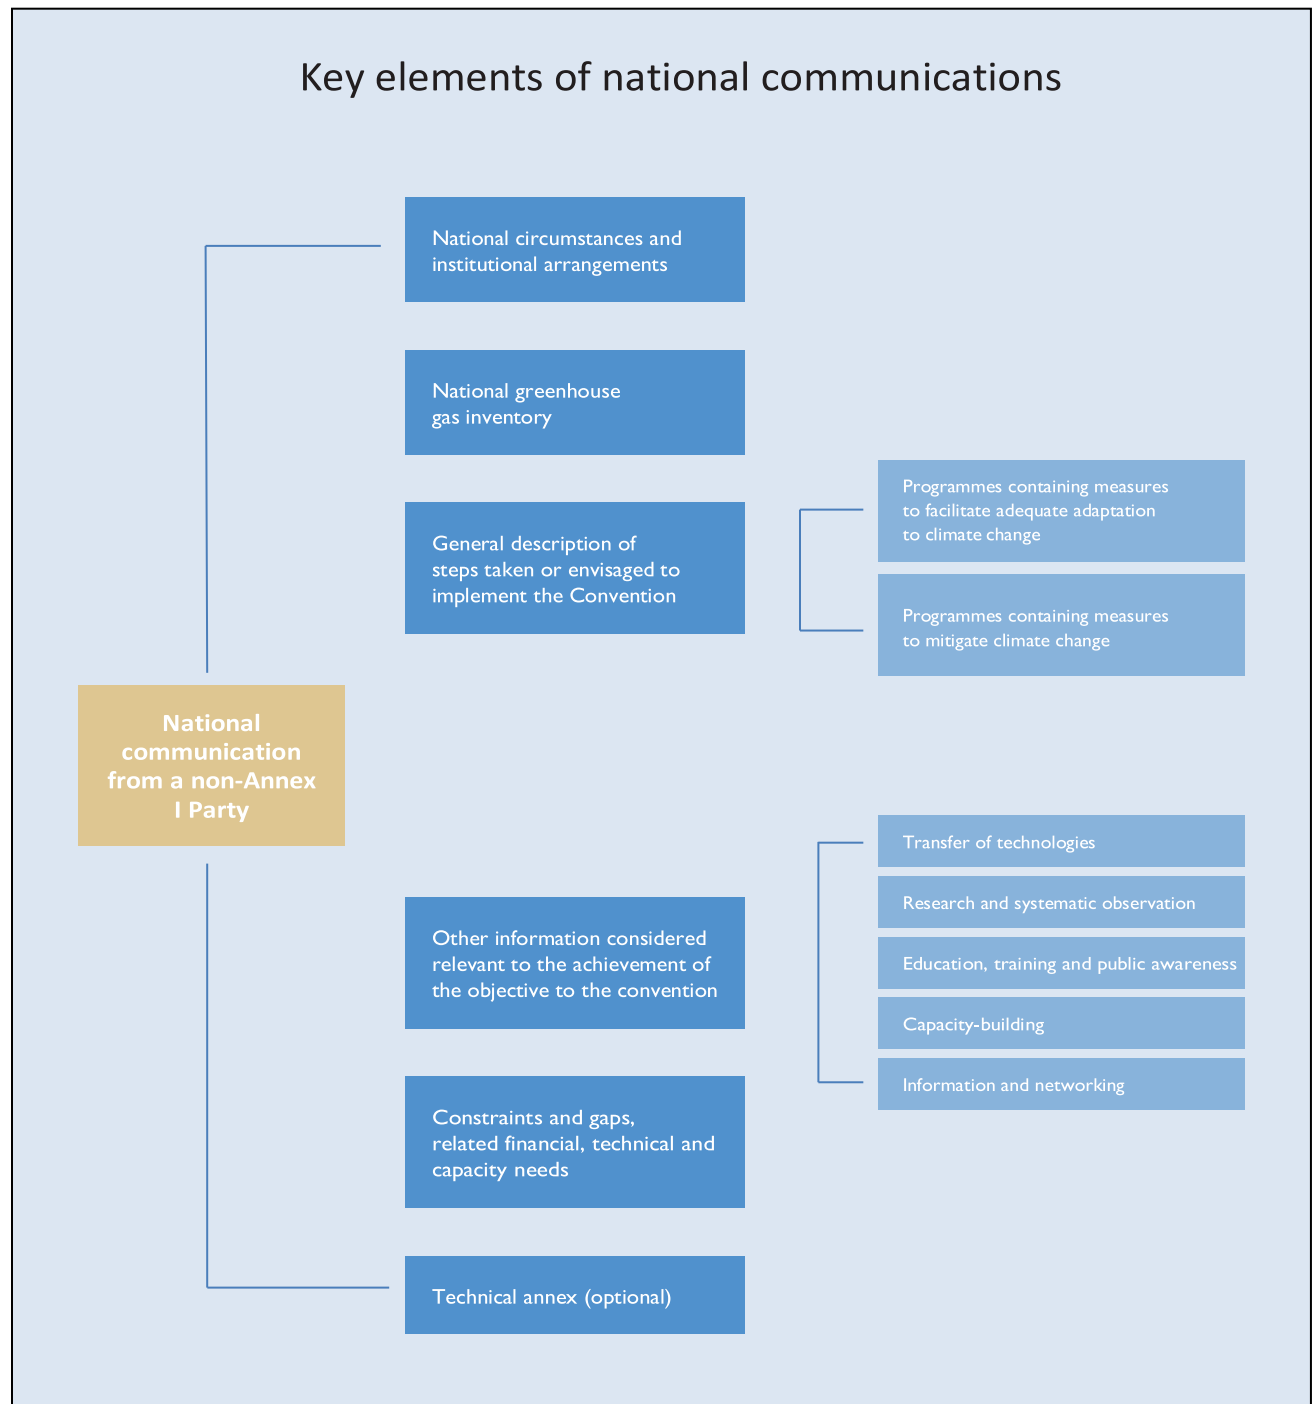 Key elements of national communications
National circumstances and
institutional arrangements
National greenhouse
gas inventory
General description of
steps taken or envisaged to
implement the Convention
Programmes containing measures
to facilitate adequate adaptation
to climate change
Programmes containing measures
to mitigate climate change
National
communication
from a non-Annex
I Party
Other information considered
relevant to the achievement of
the objective to the convention
Transfer of technologies
Research and systematic observation
Education, training and public awareness
Capacity-building
Information and networking
Constraints and gaps,
related financial, technical and
capacity needs
Technical annex (optional)